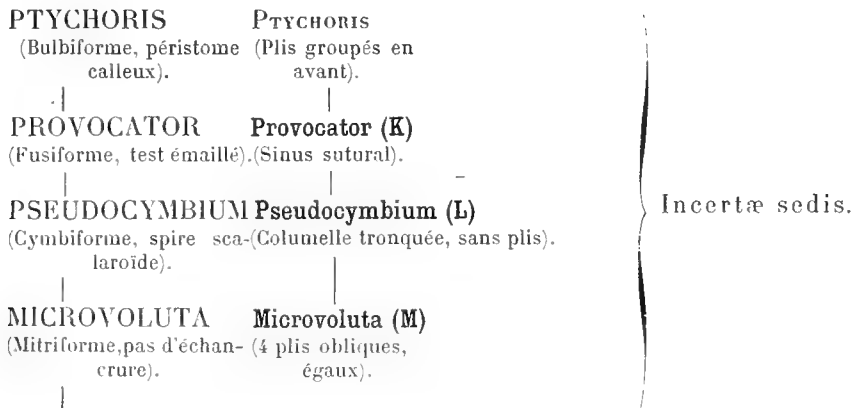 PTYCHORIS Ptychoris
(Bulbiforme, péristome (Plis groupés en
calleux). avant).
PROVOCATOR Provocator (K)
(Fusiforme, test émaillé). (Sinus sutural).
PSEUDOCYMBIUM Pseudocymbium (L)
Incertæ sedis.
(Cymbiforme, spire sca- (Columelle tronquée, sans plis).
laroïde).
MICROVOLUTA Microvoluta (M)
(Mitriforme, pas d'échan- (4 plis obliques,
crure). égaux).